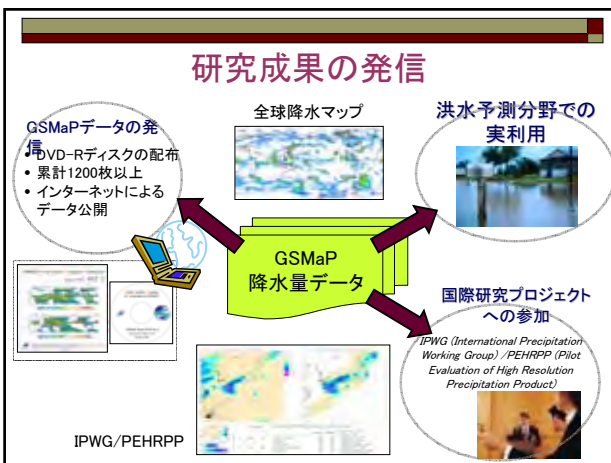 研究成果の発信
全球降水マップ
GSMaPデータの発
信
• DVD-Rディスクの配布
• 累計1200枚以上
• インターネットによる
データ公開
洪水予測分野での
実利用
GSMaP
降水量データ
国際研究プロジェクト
への参加
IPWG (International Precipitation
Working Group) /PEHRPP (Pilot
Evaluation of High Resolution
Precipitation Product)
IPWG/PEHRPP